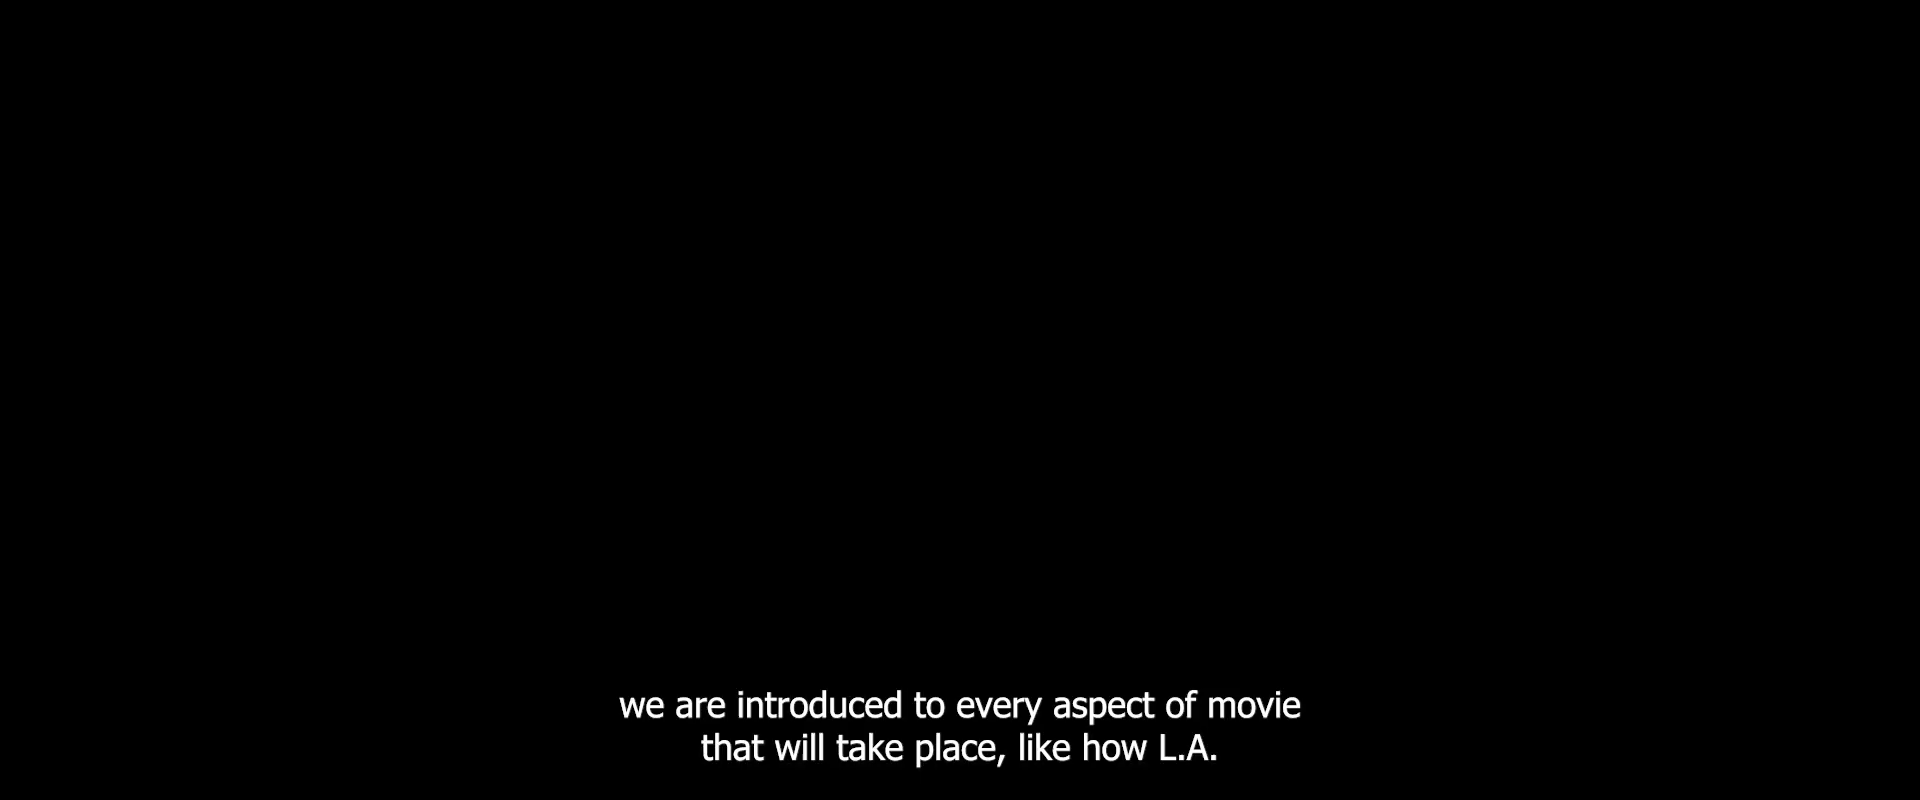 we are introduced to every aspect of movie
that will take place, like how L.A.